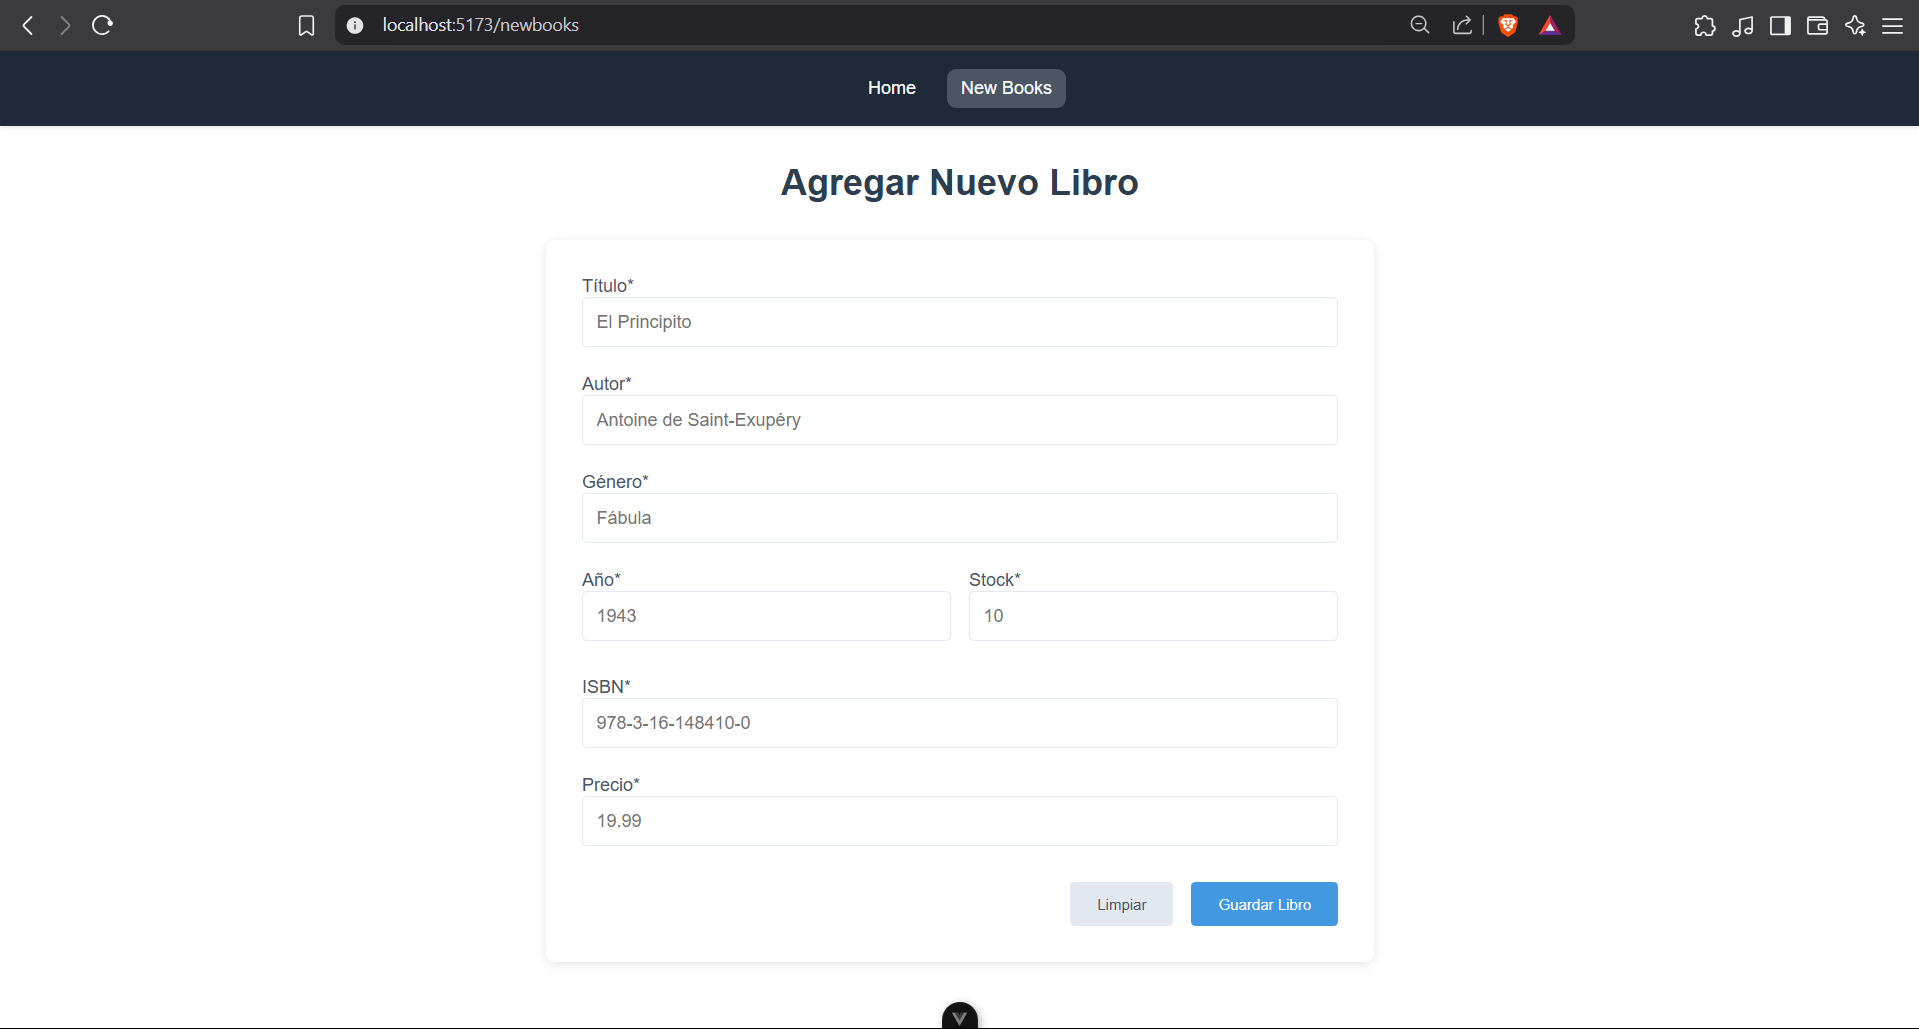 localhost:5173/newbooks
Home
New Books
Agregar Nuevo Libro
Título*
El Principito
Autor*
Antoine de Saint-Exupéry
Género*
Fábula
Año*
Stock*
1943
10
ISBN*
978-3-16-148410-0
Precio*
19.99
Limpiar
Guardar Libro